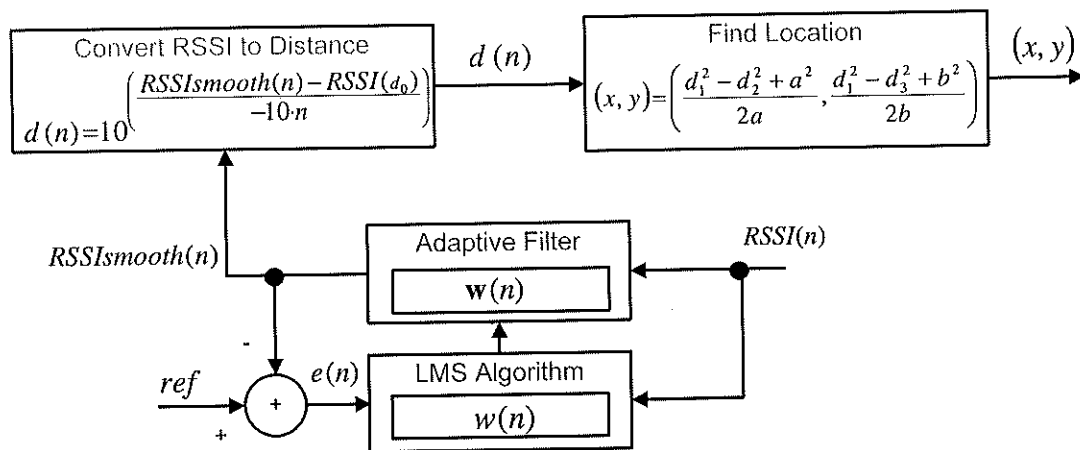 Convert RSSI to Distance
d(n)=10^((RSSIsmooth(n)−RSSI(d₀))/(−10·n))
d(n)
Find Location
(x, y)=((d₁²−d₂²+a²)/2a, (d₁²−d₃²+b²)/2b)
(x, y)
RSSIsmooth(n)
Adaptive Filter
w(n)
RSSI(n)
-
ref
+
+
e(n)
LMS Algorithm
w(n)